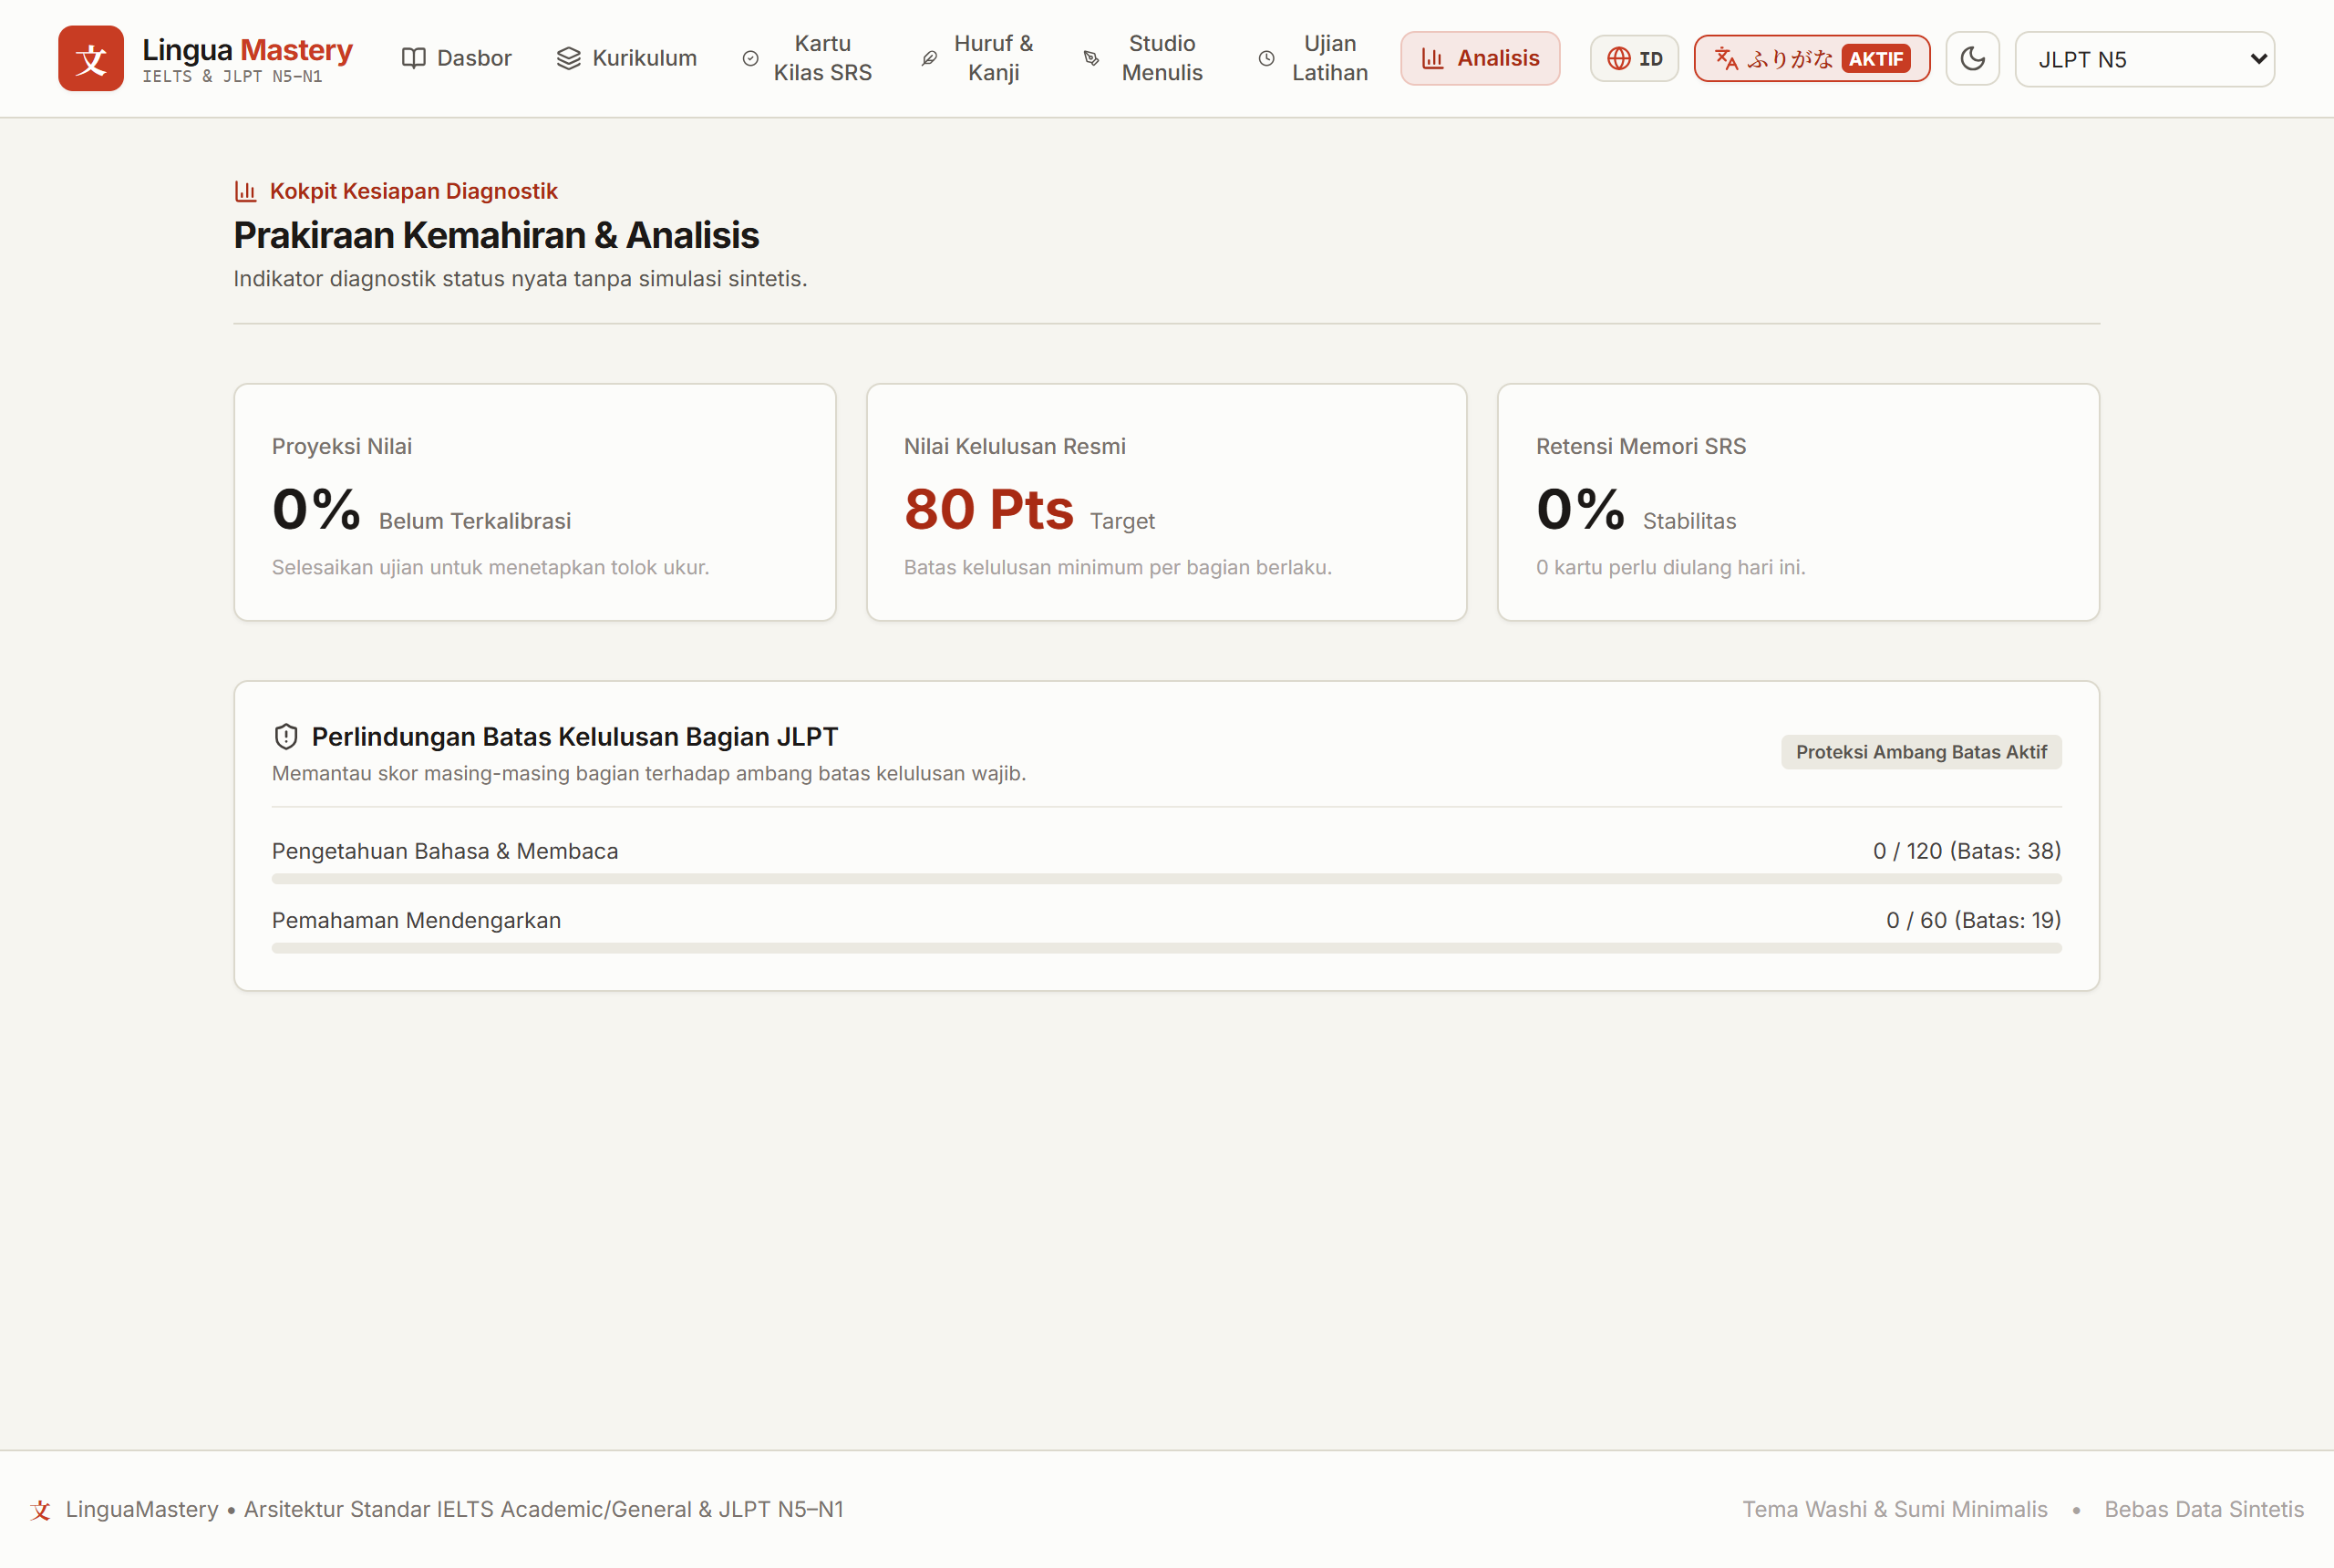 文
Lingua Mastery
IELTS & JLPT N5–N1
Dasbor
Kurikulum
Kartu
Kilas SRS
Huruf &
Kanji
Studio
Menulis
Ujian
Latihan
Analisis
ID
ふりがな AKTIF
JLPT N5
Kokpit Kesiapan Diagnostik
Prakiraan Kemahiran & Analisis
Indikator diagnostik status nyata tanpa simulasi sintetis.
Proyeksi Nilai
0% Belum Terkalibrasi
Selesaikan ujian untuk menetapkan tolok ukur.
Nilai Kelulusan Resmi
80 Pts Target
Batas kelulusan minimum per bagian berlaku.
Retensi Memori SRS
0% Stabilitas
0 kartu perlu diulang hari ini.
Perlindungan Batas Kelulusan Bagian JLPT
Memantau skor masing-masing bagian terhadap ambang batas kelulusan wajib.
Proteksi Ambang Batas Aktif
Pengetahuan Bahasa & Membaca 0 / 120 (Batas: 38)
Pemahaman Mendengarkan 0 / 60 (Batas: 19)
文 LinguaMastery • Arsitektur Standar IELTS Academic/General & JLPT N5–N1
Tema Washi & Sumi Minimalis • Bebas Data Sintetis